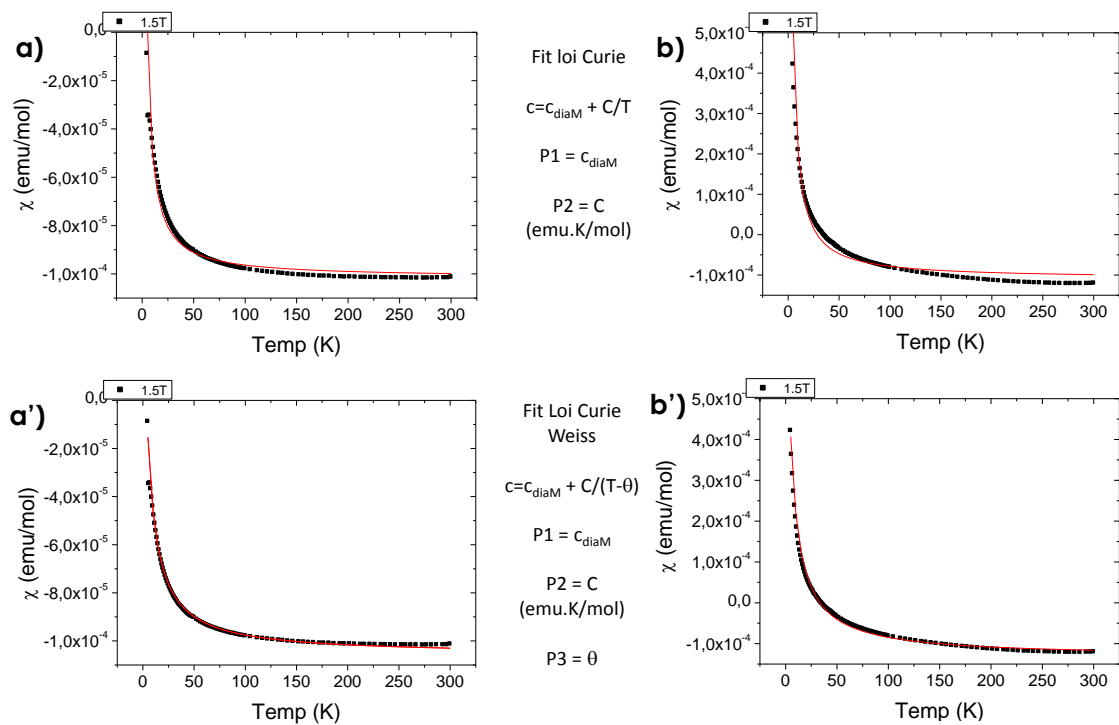 a)
1.5T
0,0
-2,0x10⁻⁵
-4,0x10⁻⁵
-6,0x10⁻⁵
-8,0x10⁻⁵
-1,0x10⁻⁴
χ (emu/mol)
0 50 100 150 200 250 300
Temp (K)
Fit loi Curie
c=c_diaM + C/T
P1 = c_diaM
P2 = C
(emu.K/mol)
b)
1.5T
5,0x10⁻⁴
4,0x10⁻⁴
3,0x10⁻⁴
2,0x10⁻⁴
1,0x10⁻⁴
0,0
-1,0x10⁻⁴
χ (emu/mol)
0 50 100 150 200 250 300
Temp (K)
a')
1.5T
0,0
-2,0x10⁻⁵
-4,0x10⁻⁵
-6,0x10⁻⁵
-8,0x10⁻⁵
-1,0x10⁻⁴
χ (emu/mol)
0 50 100 150 200 250 300
Temp (K)
Fit Loi Curie
Weiss
c=c_diaM + C/(T-θ)
P1 = c_diaM
P2 = C
(emu.K/mol)
P3 = θ
b')
1.5T
5,0x10⁻⁴
4,0x10⁻⁴
3,0x10⁻⁴
2,0x10⁻⁴
1,0x10⁻⁴
0,0
-1,0x10⁻⁴
χ (emu/mol)
0 50 100 150 200 250 300
Temp (K)